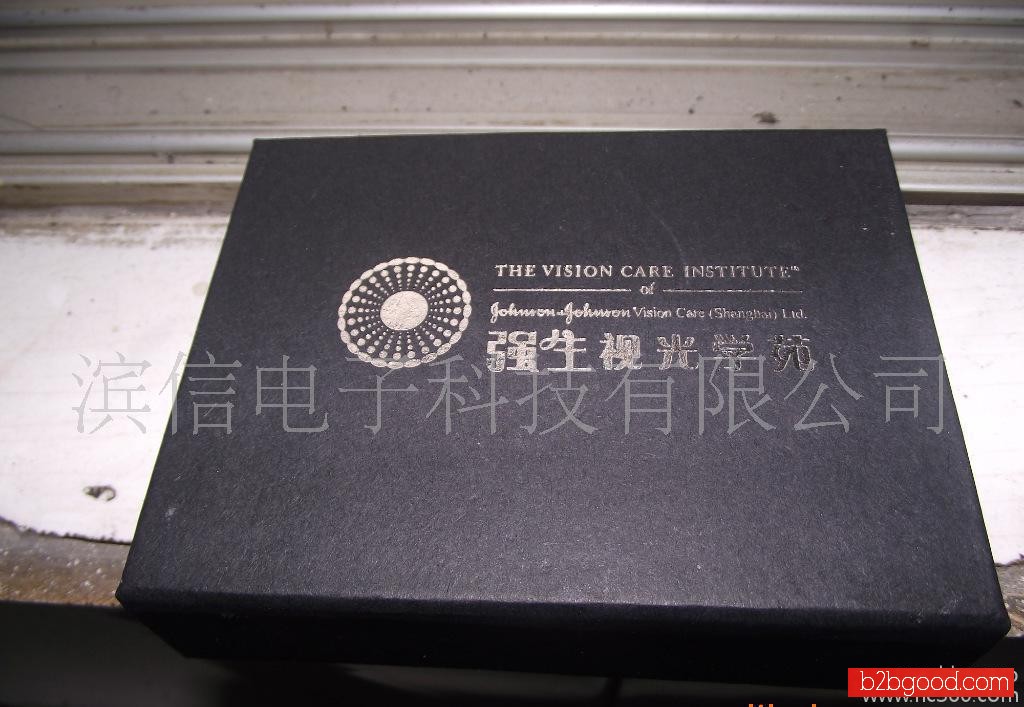 THE VISION CARE INSTITUTE™
of
Johnson & Johnson Vision Care (Shanghai) Ltd.
强生视光学苑
滨信电子科技有限公司
b2bgood.com